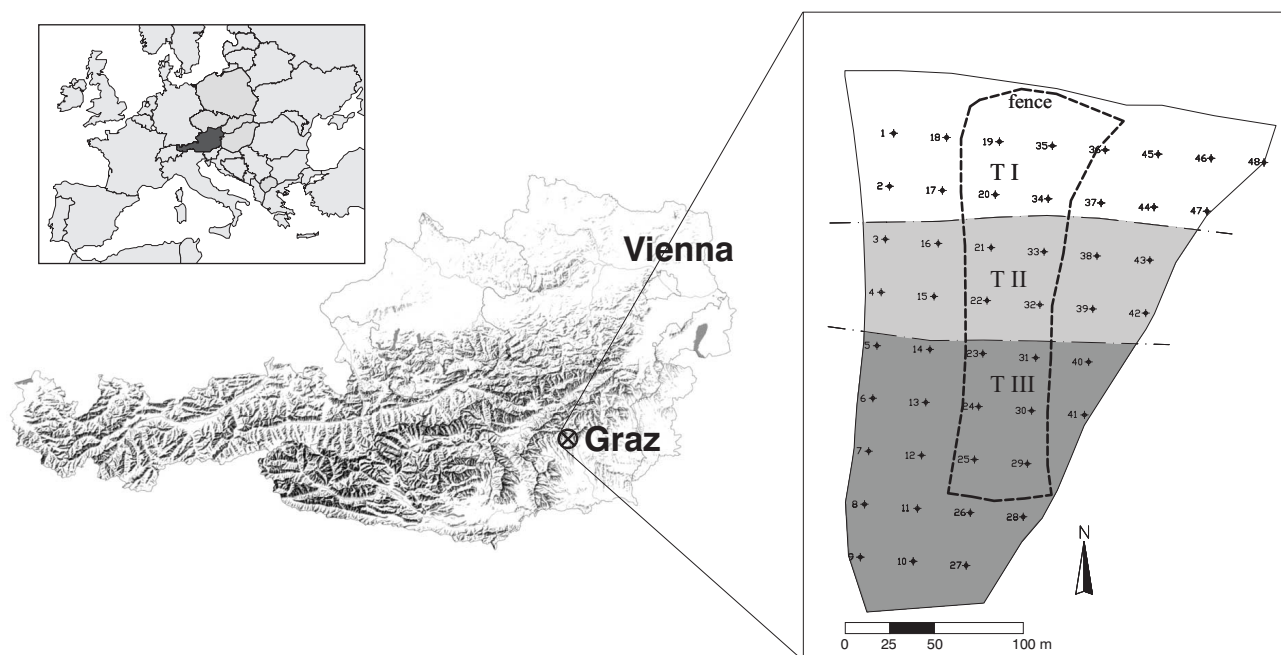 Vienna
Graz
fence
1 18 19 35 36 45 46 48
T I
2 17 20 34 37 44 47
3 16 21 33 38 43
T II
4 15 22 32 39 42
5 14 23 31 40
T III
6 13 24 30 41
7 12 25 29
8 11 26 28
9 10 27
N
0 25 50 100 m